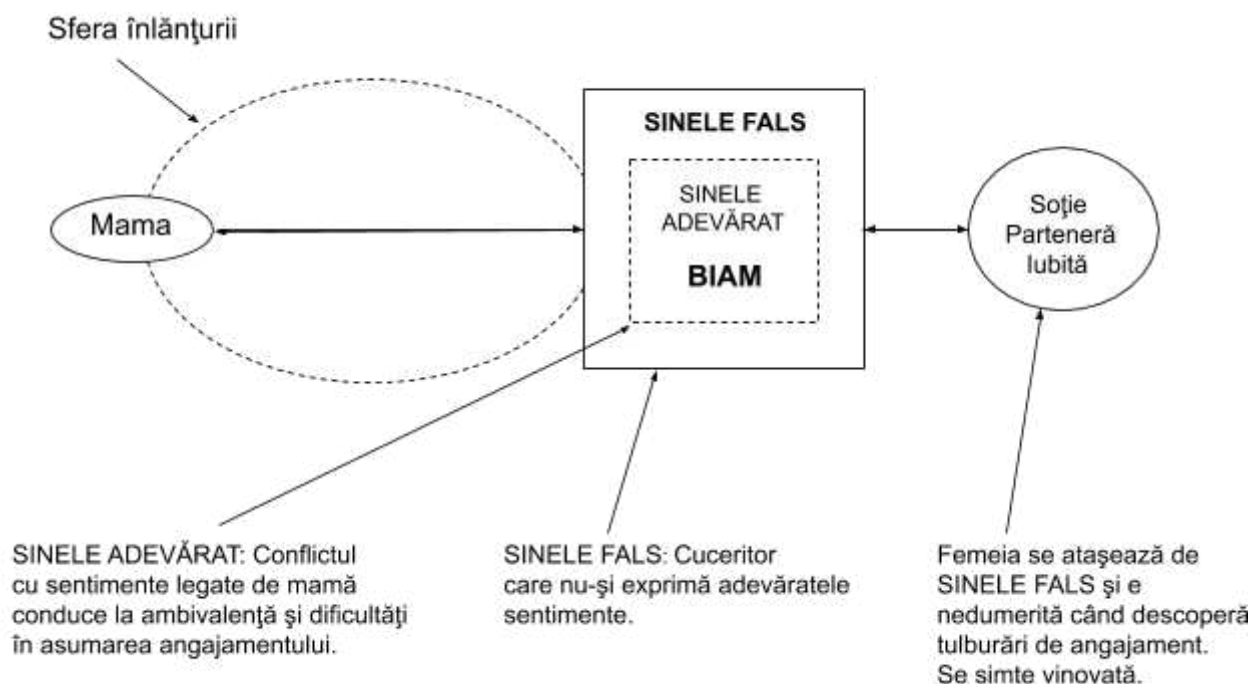 Sfera înlănţurii
SINELE FALS
SINELE
ADEVĂRAT
BIAM
Mama
Soţie
Parteneră
Iubită
SINELE ADEVĂRAT: Conflictul
cu sentimente legate de mamă
conduce la ambivalenţă şi dificultăţi
în asumarea angajamentului.
SINELE FALS: Cuceritor
care nu-şi exprimă adevăratele
sentimente.
Femeia se ataşează de
SINELE FALS şi e
nedumerită când descoperă
tulburări de angajament.
Se simte vinovată.